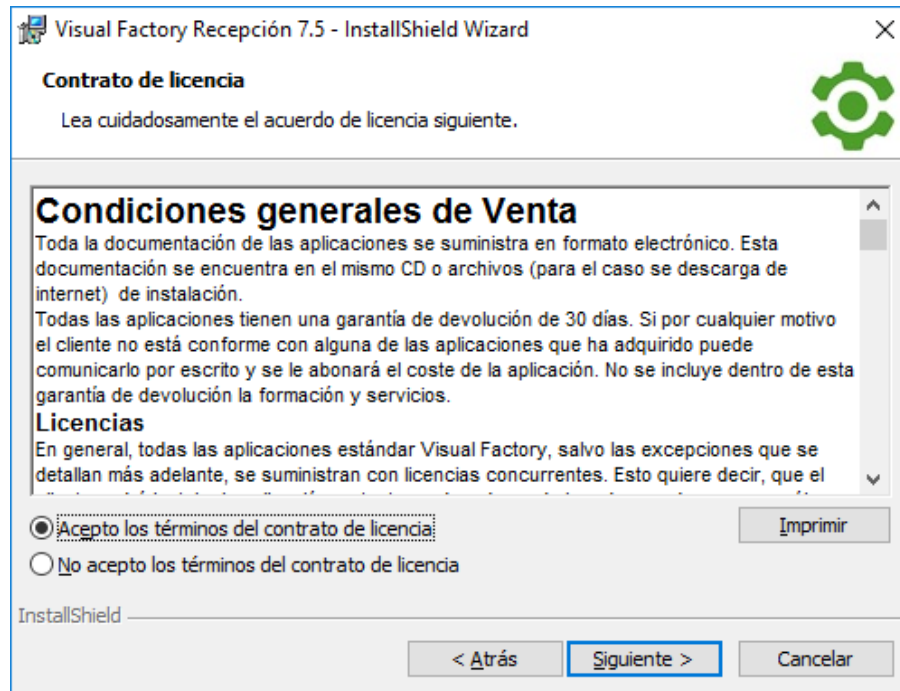 Visual Factory Recepción 7.5 - InstallShield Wizard
Contrato de licencia
Lea cuidadosamente el acuerdo de licencia siguiente.
Condiciones generales de Venta
Toda la documentación de las aplicaciones se suministra en formato electrónico. Esta
documentación se encuentra en el mismo CD o archivos (para el caso se descarga de
internet)  de instalación.
Todas las aplicaciones tienen una garantía de devolución de 30 días. Si por cualquier motivo
el cliente no está conforme con alguna de las aplicaciones que ha adquirido puede
comunicarlo por escrito y se le abonará el coste de la aplicación. No se incluye dentro de esta
garantía de devolución la formación y servicios.
Licencias
En general, todas las aplicaciones estándar Visual Factory, salvo las excepciones que se
detallan más adelante, se suministran con licencias concurrentes. Esto quiere decir, que el
Acepto los términos del contrato de licencia
Imprimir
No acepto los términos del contrato de licencia
InstallShield
< Atrás
Siguiente >
Cancelar